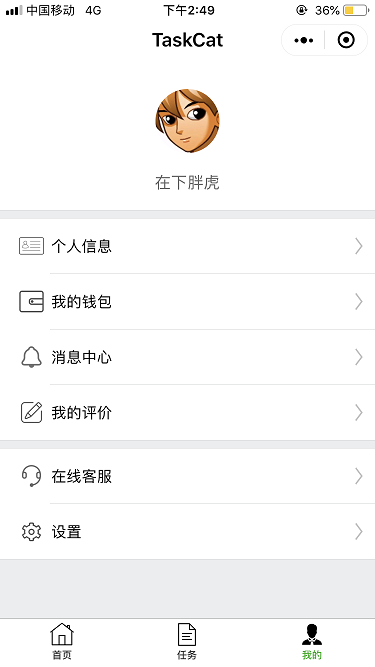 中国移动 4G 下午2:49 36%
TaskCat
在下胖虎
个人信息
我的钱包
消息中心
我的评价
在线客服
设置
首页 任务 我的